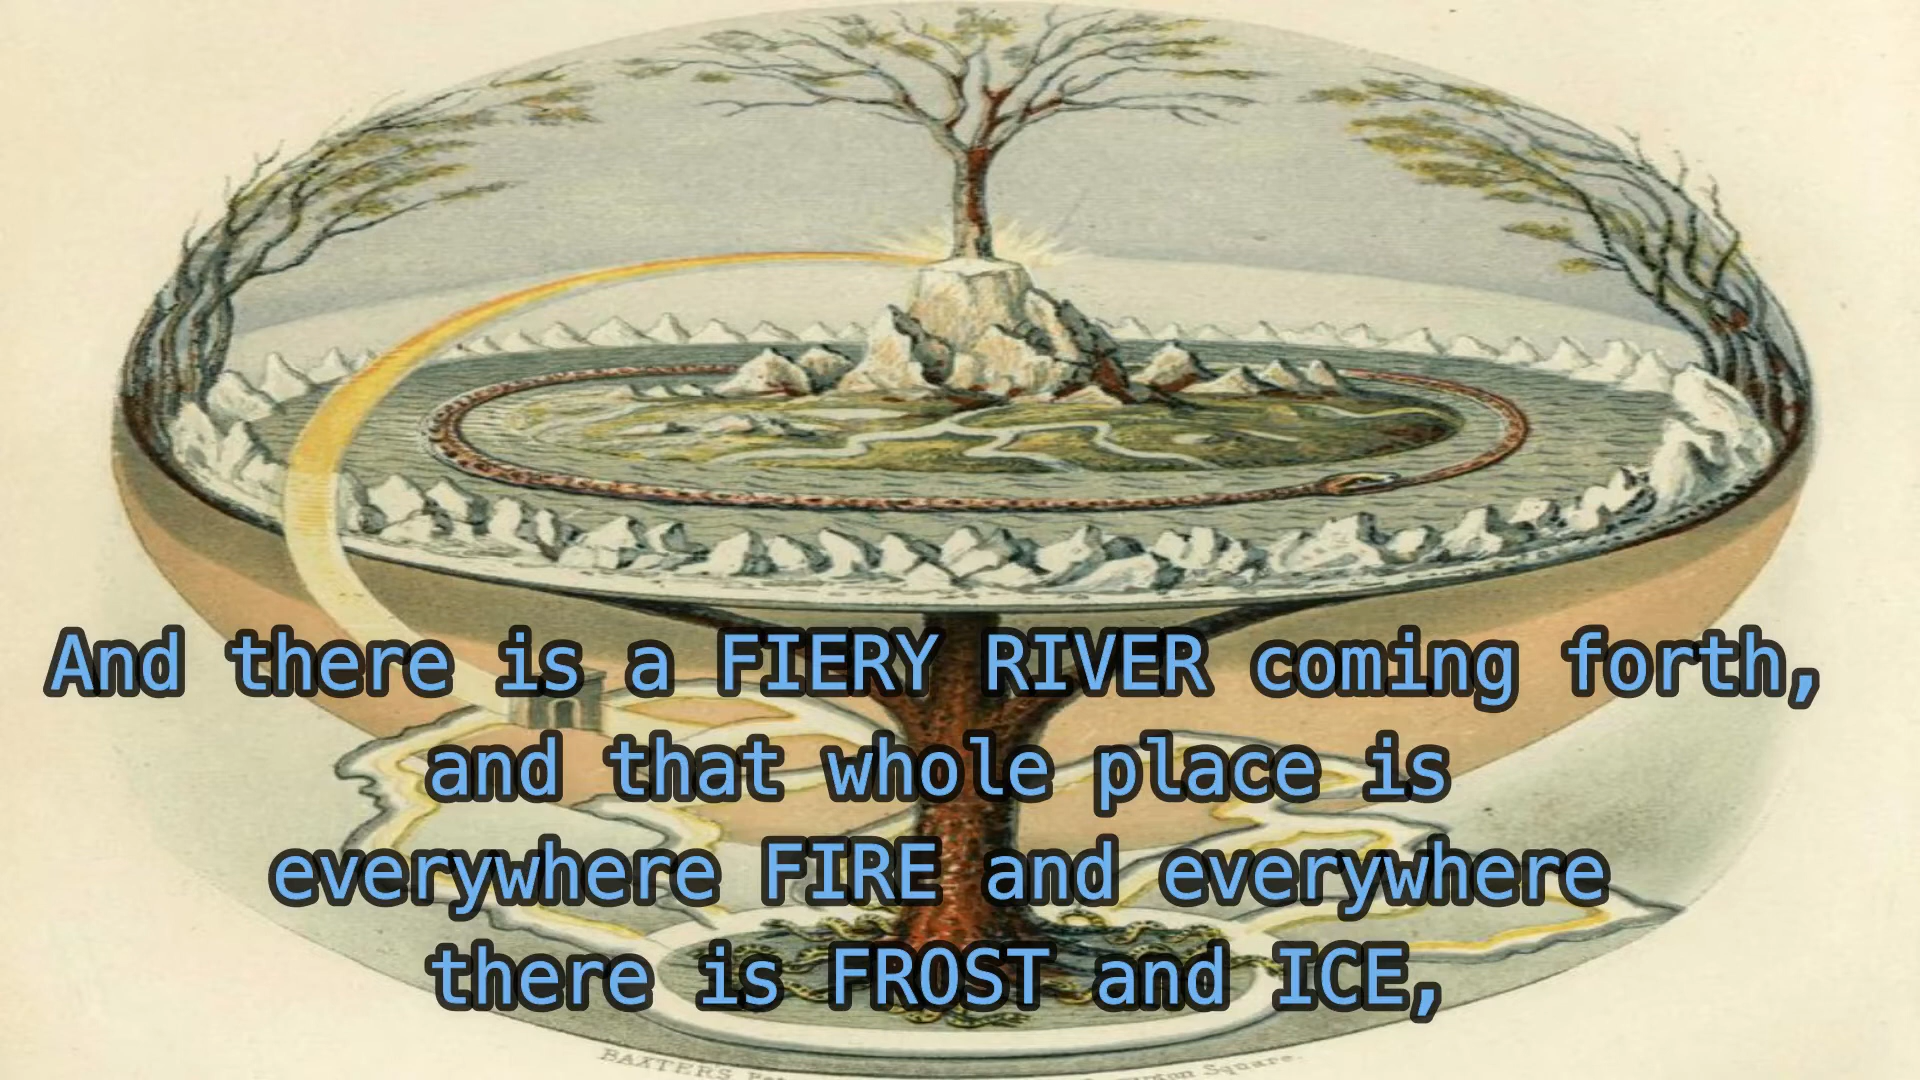 And there is a FIERY RIVER coming forth,
and that whole place is
everywhere FIRE and everywhere
there is FROST and ICE,
BAXTERS
Square.